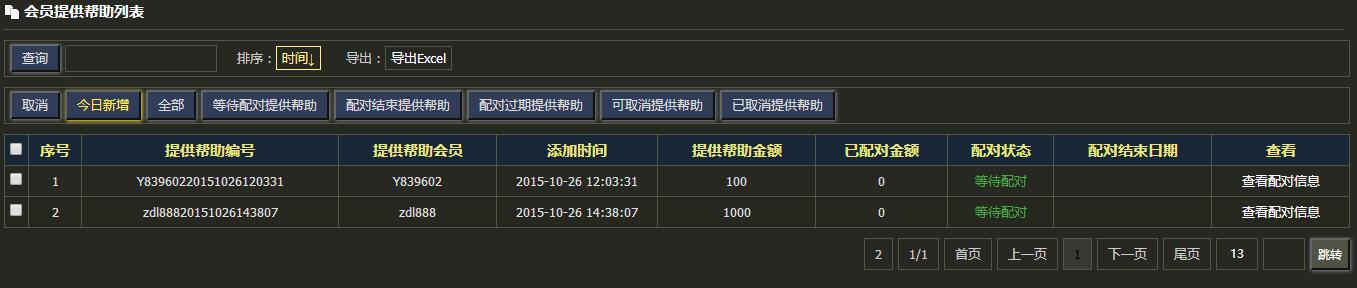 会员提供帮助列表
查询 排序：时间↓ 导出：导出Excel
取消 今日新增 全部 等待配对提供帮助 配对结束提供帮助 配对过期提供帮助 可取消提供帮助 已取消提供帮助
序号 提供帮助编号 提供帮助会员 添加时间 提供帮助金额 已配对金额 配对状态 配对结束日期 查看
1 Y83960220151026120331 Y839602 2015-10-26 12:03:31 100 0 等待配对 查看配对信息
2 zdl88820151026143807 zdl888 2015-10-26 14:38:07 1000 0 等待配对 查看配对信息
2 1/1 首页 上一页 1 下一页 尾页 13 跳转